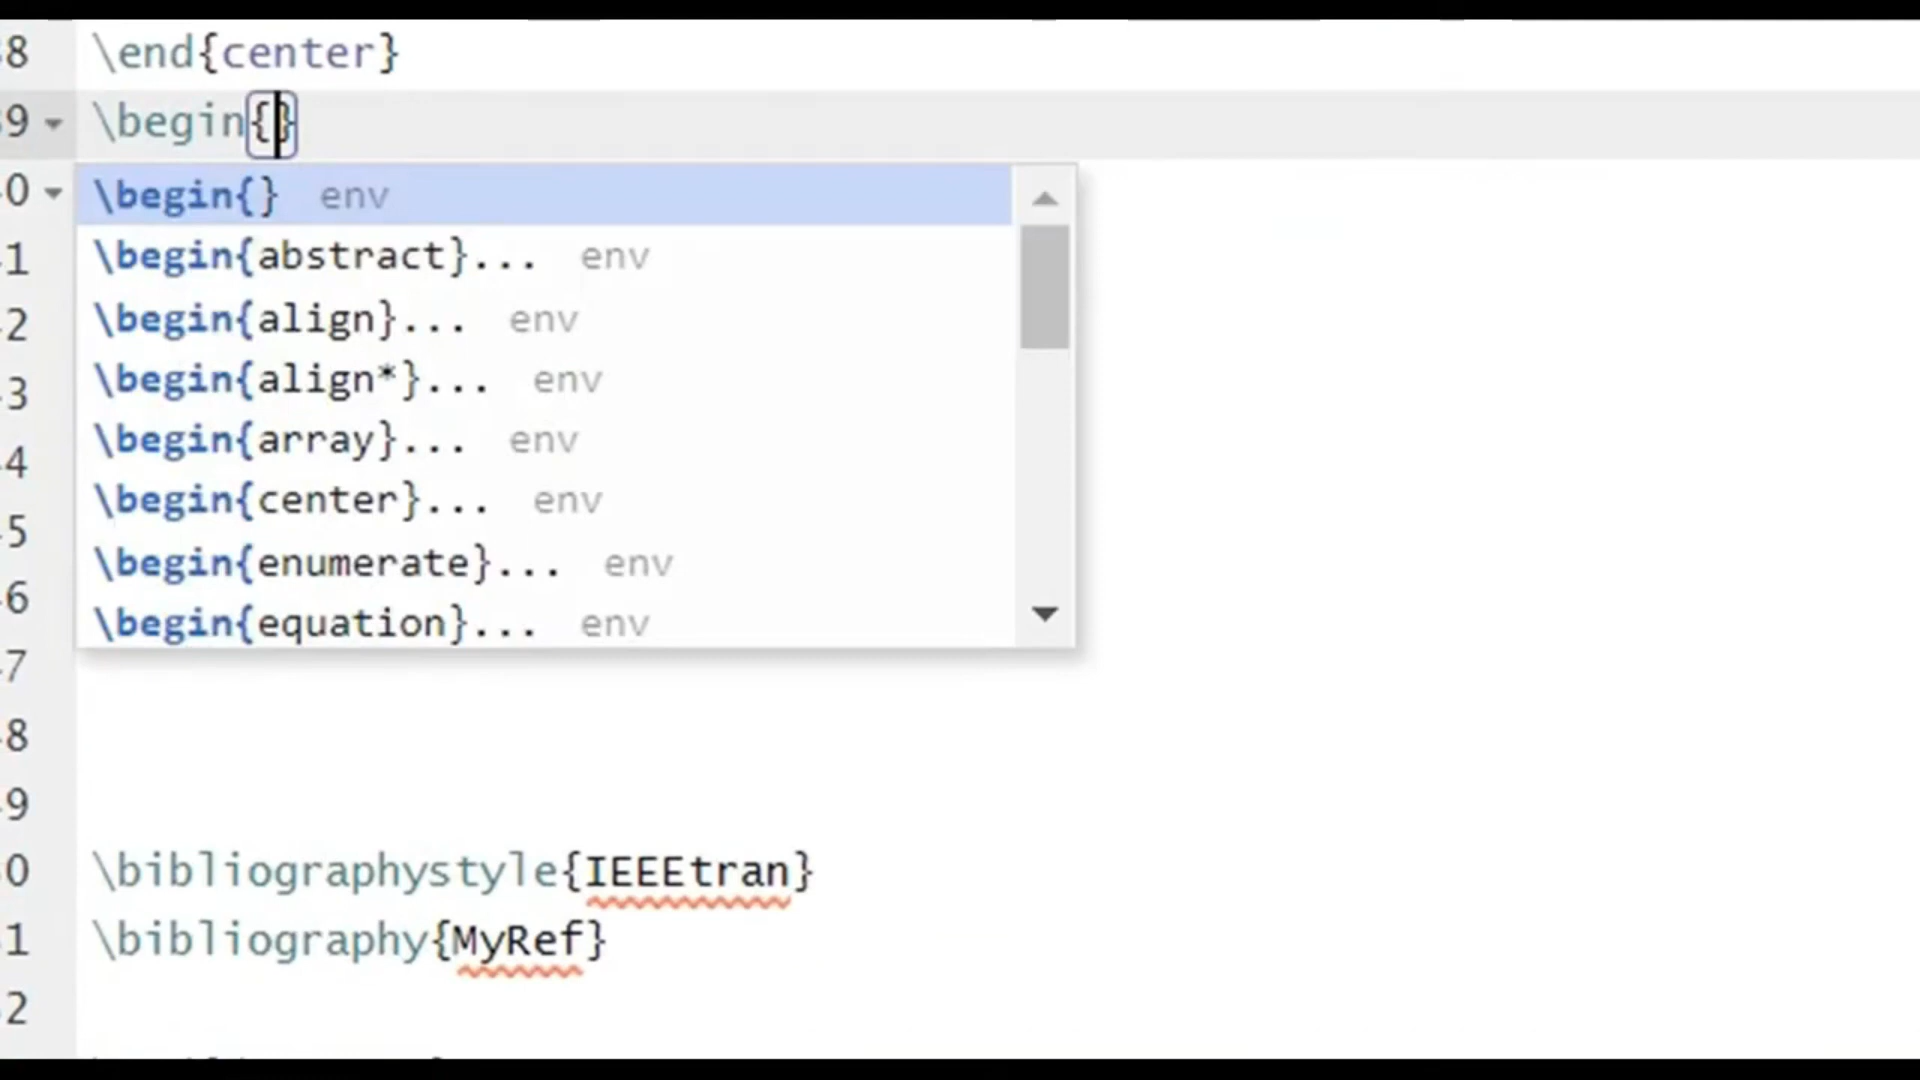 8 \end{center}
9 \begin{}
0 \begin{} env
\begin{abstract}... env
1
\begin{align}... env
2
\begin{align*}... env
3
\begin{array}... env
4
\begin{center}... env
5
\begin{enumerate}... env
6
\begin{equation}... env
7
8
9
0 \bibliographystyle{IEEEtran}
1 \bibliography{MyRef}
2